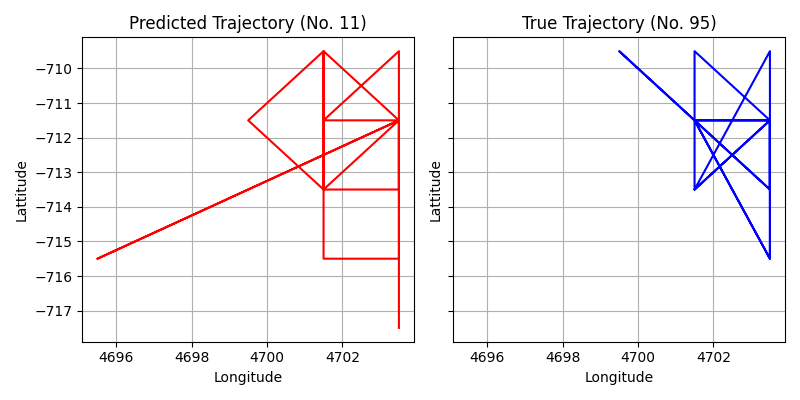 Predicted Trajectory (No. 11)
True Trajectory (No. 95)
−710
−711
−712
−713
−714
−715
−716
−717
Lattitude
Lattitude
4696 4698 4700 4702
4696 4698 4700 4702
Longitude
Longitude